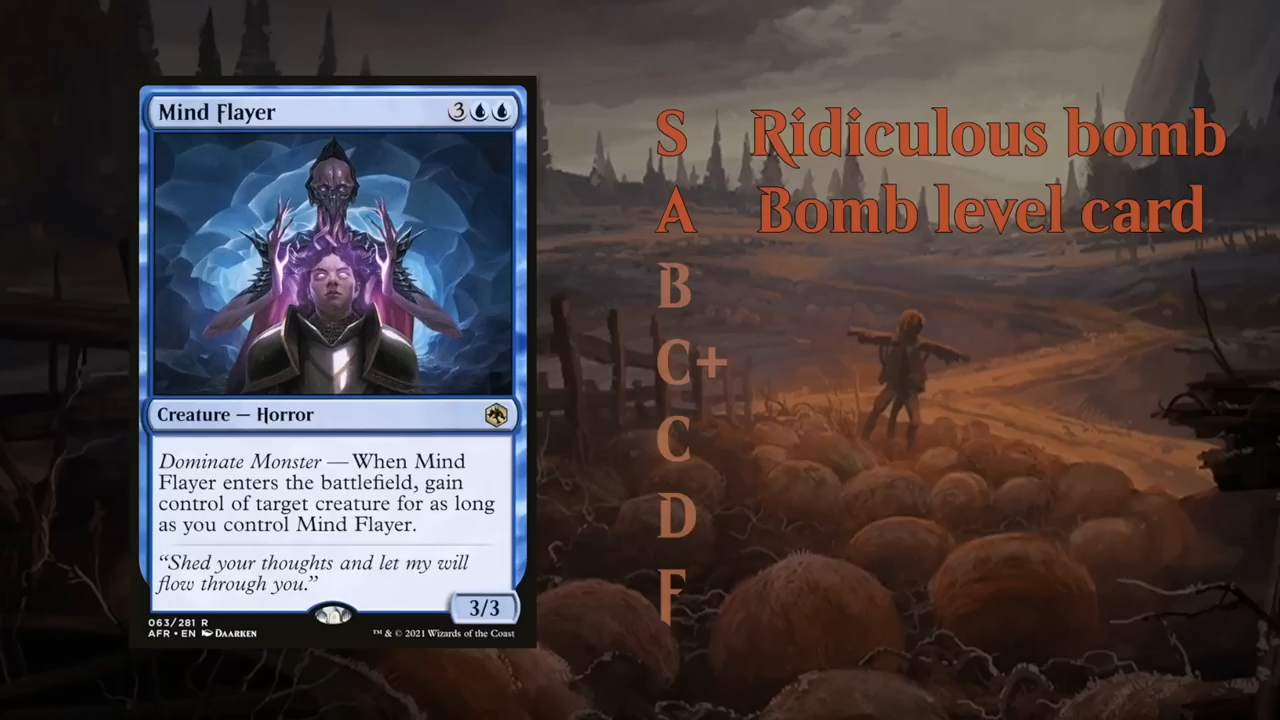 Mind Flayer 3
Creature — Horror
Dominate Monster — When Mind
Flayer enters the battlefield, gain
control of target creature for as long
as you control Mind Flayer.
“Shed your thoughts and let my will
flow through you.”
3/3
063/281 R
AFR • EN DAARKEN
™ & © 2021 Wizards of the Coast
S Ridiculous bomb
A Bomb level card
B
C+
C
D
F